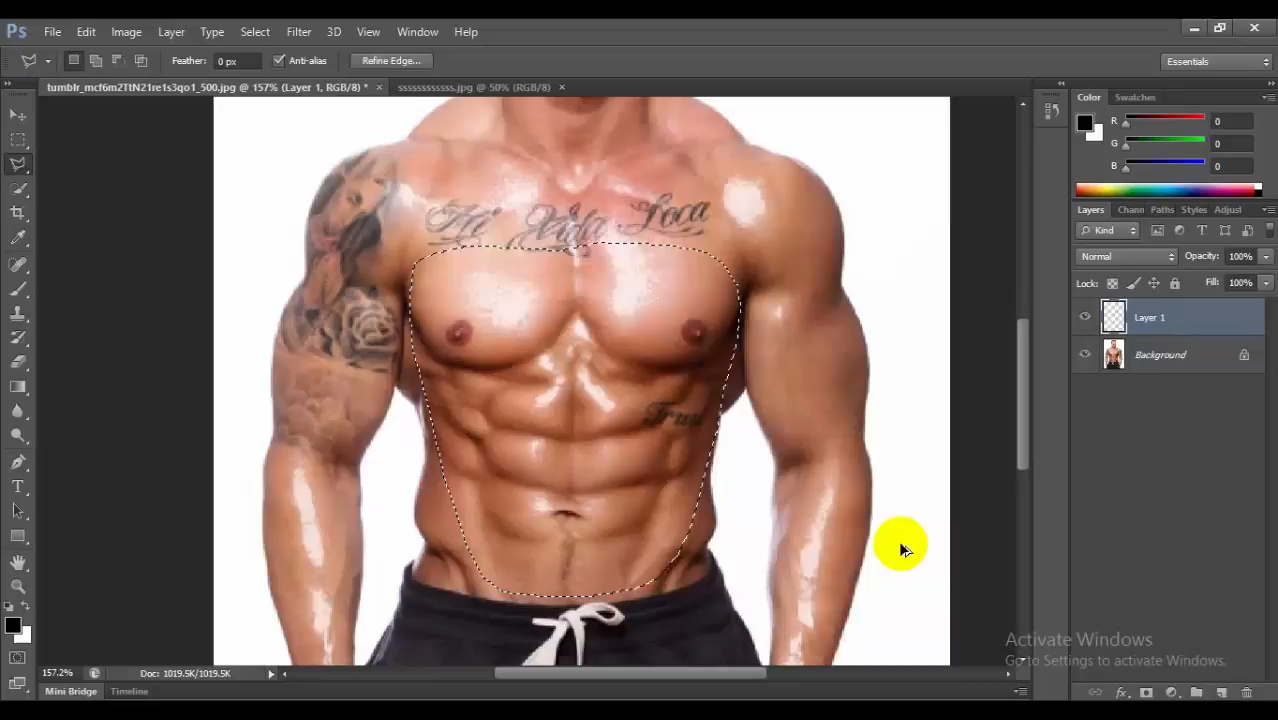 Ps File Edit Image Layer Type Select Filter 3D View Window Help
Feather: 0 px Anti-alias Refine Edge... Essentials
tumblr_mcf6m2TtN21re1s3qo1_500.jpg @ 157% (Layer 1, RGB/8) * × sssssssssss.jpg @ 50% (RGB/8) ×
Color Swatches
R 0
G 0
B 0
Layers Chann Paths Styles Adjust
Kind
Normal Opacity: 100%
Lock: Fill: 100%
Layer 1
Background
Vida Loca
Trust
T
Activate Windows
Go to Settings to activate Windows.
157.2% Doc: 1019.5K/1019.5K
Mini Bridge Timeline